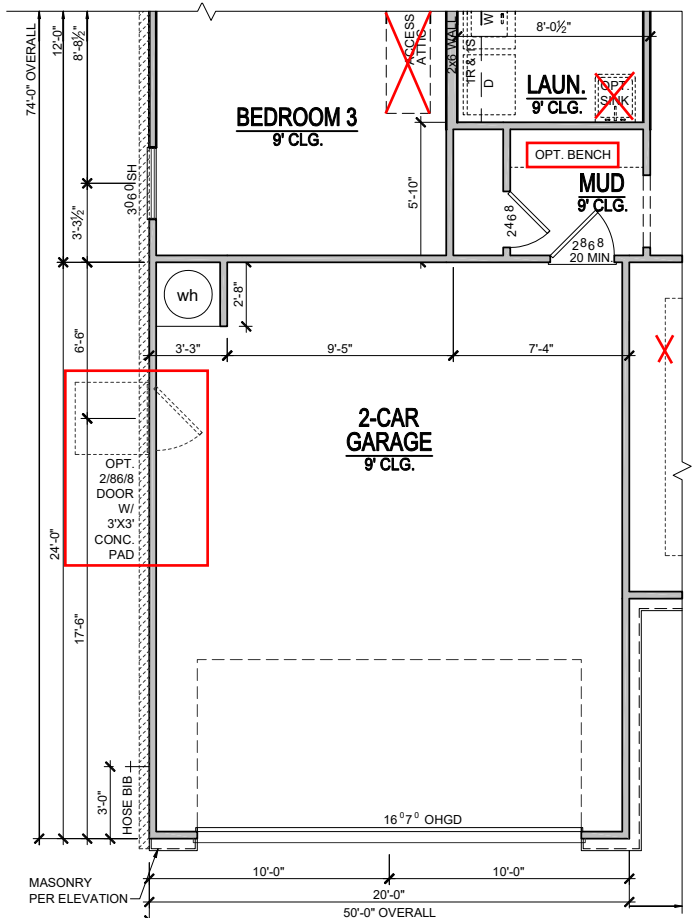 74'-0" OVERALL
12'-0"
8'-8½"
3'-3½"
3⁰6⁰SH
BEDROOM 3
9' CLG.
ACCESS
ATTIC
2x6 WALL
1R & 1S
W
D
8'-0½"
LAUN.
9' CLG.
OPT.
SINK
OPT. BENCH
MUD
9' CLG.
5'-10"
2468
2868
20 MIN.
wh
2'-8"
6'-6"
3'-3"
9'-5"
7'-4"
2-CAR
GARAGE
9' CLG.
OPT.
2/86/8
DOOR
W/
3'X3'
CONC.
PAD
24'-0"
17'-6"
3'-0"
HOSE BIB
16⁰7⁰ OHGD
MASONRY
PER ELEVATION
10'-0"
10'-0"
20'-0"
50'-0" OVERALL